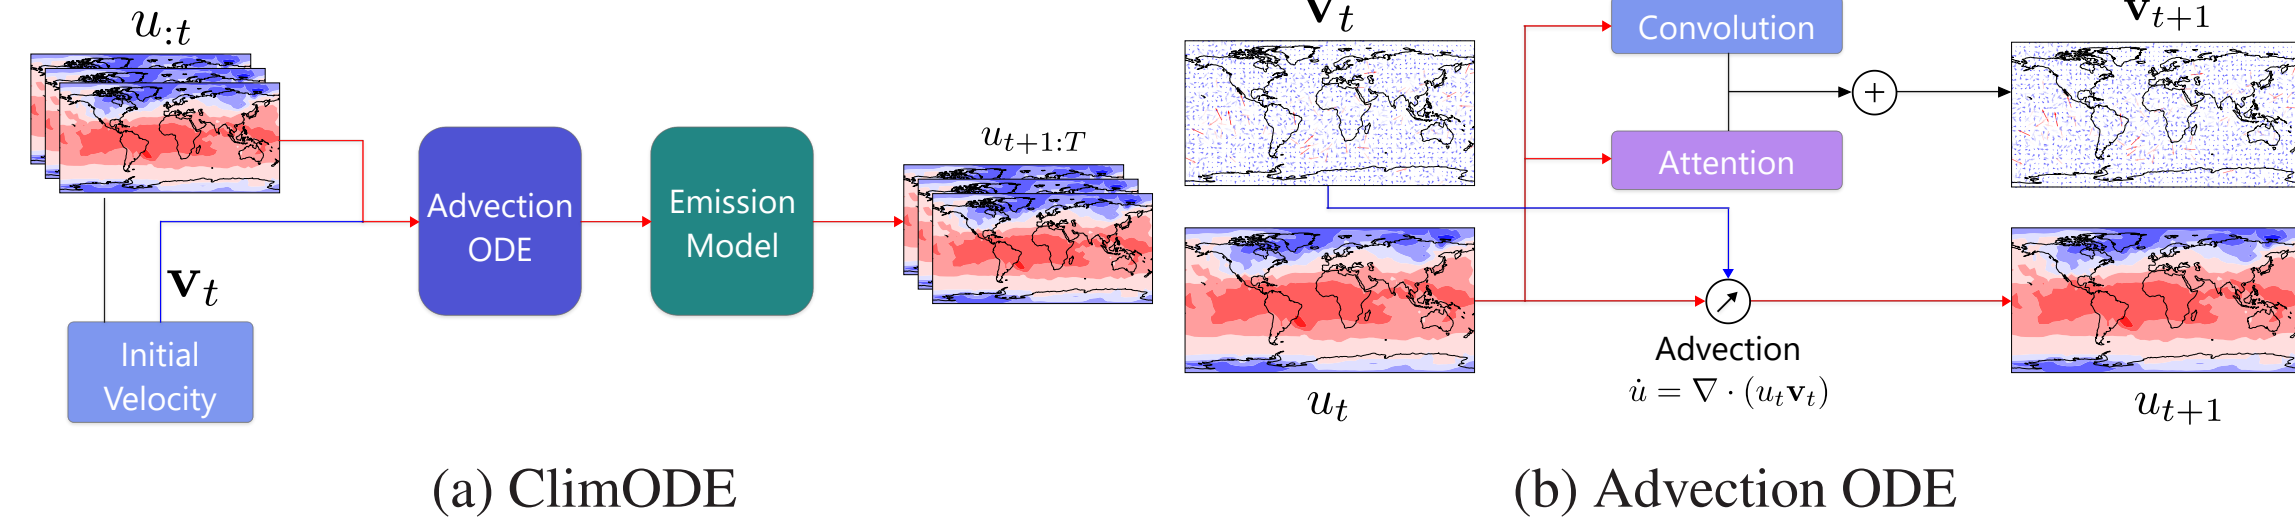 u_{:t}
Advection
ODE
Emission
Model
u_{t+1:T}
v_t
Initial
Velocity
(a) ClimODE
v_t
Convolution
v_{t+1}
+
Attention
Advection
u̇ = ∇ · (u_t v_t)
u_t
u_{t+1}
(b) Advection ODE